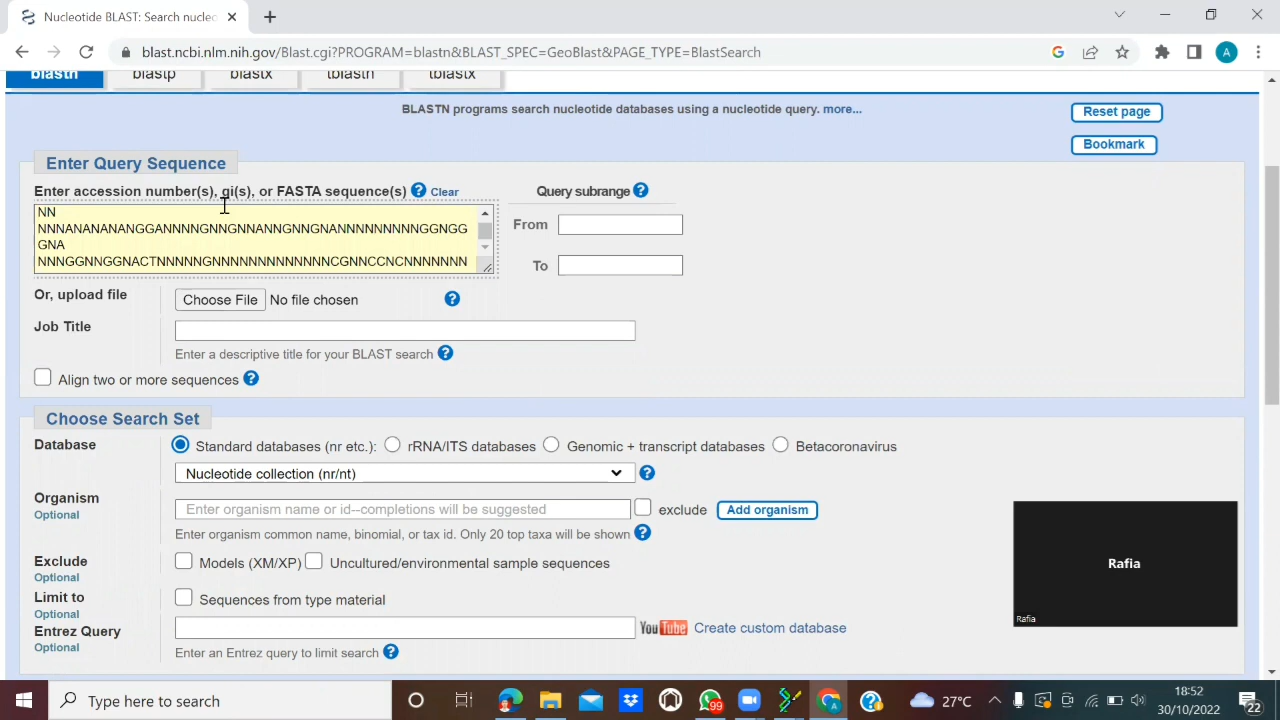 Nucleotide BLAST: Search nucleo
blast.ncbi.nlm.nih.gov/Blast.cgi?PROGRAM=blastn&BLAST_SPEC=GeoBlast&PAGE_TYPE=BlastSearch
A
blastn blastp blastx tblastn tblastx
BLASTN programs search nucleotide databases using a nucleotide query. more...
Reset page
Bookmark
Enter Query Sequence
Enter accession number(s), gi(s), or FASTA sequence(s) ? Clear
Query subrange ?
NN
NNNANANANANGGANNNNGNNGNNANNGNNGNANNNNNNNNNGGNGG
GNA
NNNGGNNGGNACTNNNNNGNNNNNNNNNNNNNCGNNCCNCNNNNNNN
From
To
Or, upload file
Choose File No file chosen ?
Job Title
Enter a descriptive title for your BLAST search ?
Align two or more sequences ?
Choose Search Set
Database
Standard databases (nr etc.): rRNA/ITS databases Genomic + transcript databases Betacoronavirus
Nucleotide collection (nr/nt) ?
Organism
Optional
Enter organism name or id--completions will be suggested
exclude
Add organism
Enter organism common name, binomial, or tax id. Only 20 top taxa will be shown ?
Exclude
Optional
Models (XM/XP) Uncultured/environmental sample sequences
Limit to
Optional
Sequences from type material
Entrez Query
Optional
YouTube Create custom database
Enter an Entrez query to limit search ?
Rafia
Rafia
Type here to search
99
A
27°C
18:52
30/10/2022
22